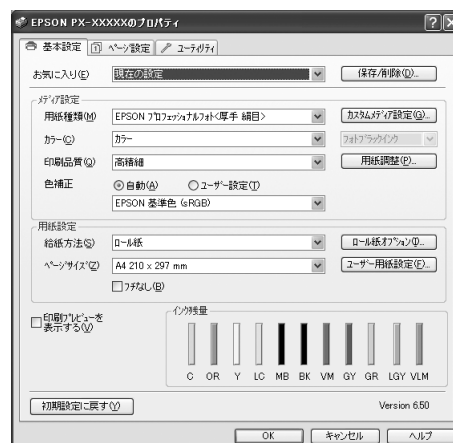 EPSON PX-XXXXXのプロパティ
基本設定 ページ設定 ユーティリティ
お気に入り(E) 現在の設定 保存/削除(D)...
メディア設定
用紙種類(M) EPSON プロフェッショナルフォト<厚手 絹目> カスタムメディア設定(G)...
カラー(C) カラー フォトブラックインク
印刷品質(Q) 高精細 用紙調整(P)...
色補正 自動(A) ユーザー設定(T)
EPSON 基準色 (sRGB)
用紙設定
給紙方法(S) ロール紙 ロール紙オプション(I)...
ページサイズ(Z) A4 210 x 297 mm ユーザー用紙設定(F)...
フチなし(B)
印刷プレビューを
表示する(V)
インク残量
C OR Y LC MB BK VM GY GR LGY VLM
初期設定に戻す(Y) Version 6.50
OK キャンセル ヘルプ